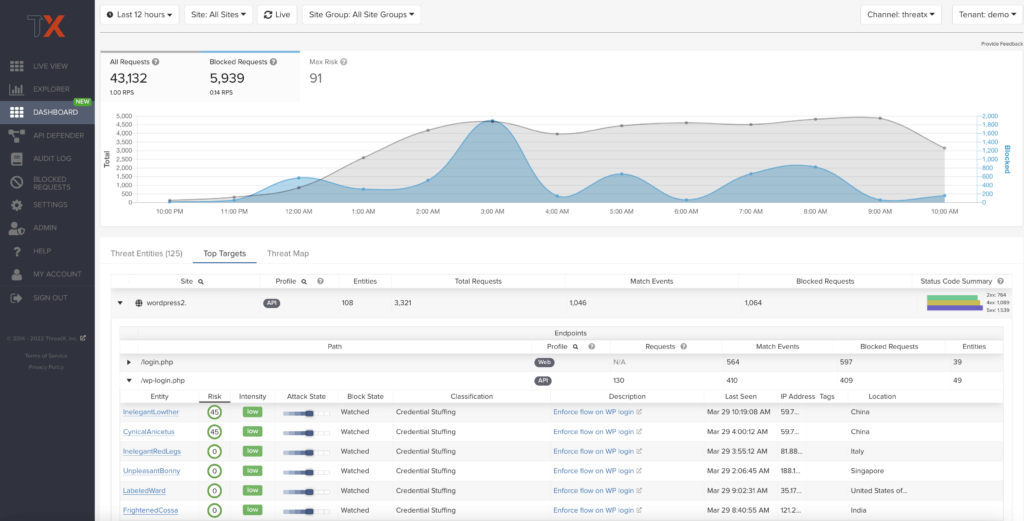 TX
Last 12 hours
Site: All Sites
Live
Site Group: All Site Groups
Channel: threatx
Tenant: demo
Provide Feedback
LIVE VIEW
EXPLORER
NEW
DASHBOARD
API DEFENDER
AUDIT LOG
BLOCKED
REQUESTS
SETTINGS
ADMIN
HELP
MY ACCOUNT
SIGN OUT
© 2014 - 2022 ThreatX, Inc.
Terms of Service
Privacy Policy
All Requests ?
43,132
1.00 RPS
Blocked Requests ?
5,939
0.14 RPS
Max Risk ?
91
Total
5,000
4,500
4,000
3,500
3,000
2,500
2,000
1,500
1,000
500
0
2,000
1,800
1,600
1,400
1,200
1,000
800
600
400
200
0
Blocked
10:00 PM 11:00 PM 12:00 AM 1:00 AM 2:00 AM 3:00 AM 4:00 AM 5:00 AM 6:00 AM 7:00 AM 8:00 AM 9:00 AM 10:00 AM
Threat Entities (125) Top Targets Threat Map
Site Profile ? Entities Total Requests Match Events Blocked Requests Status Code Summary ?
wordpress2. API 108 3,321 1,046 1,064
2xx: 764
4xx: 1,089
5xx: 1,539
Endpoints
Path Profile ? Requests ? Match Events Blocked Requests Entities
/login.php Web N/A 564 597 39
/wp-login.php API 130 410 409 49
Entity Risk Intensity Attack State Block State Classification Description Last Seen IP Address Tags Location
InelegantLowther 45 low Watched Credential Stuffing Enforce flow on WP login Mar 29 10:19:08 AM 59.7... China
CynicalAnicetus 45 low Watched Credential Stuffing Enforce flow on WP login Mar 29 4:00:12 AM 59.7... China
InelegantRedLegs 0 low Watched Credential Stuffing Enforce flow on WP login Mar 29 3:55:12 AM 81.88... Italy
UnpleasantBonny 0 low Watched Credential Stuffing Enforce flow on WP login Mar 29 2:06:45 AM 188.1... Singapore
LabeledWard 0 low Watched Credential Stuffing Enforce flow on WP login Mar 29 9:02:31 AM 35.17... United States of...
FrightenedCossa 0 low Watched Credential Stuffing Enforce flow on WP login Mar 29 8:40:55 AM 121.2... India